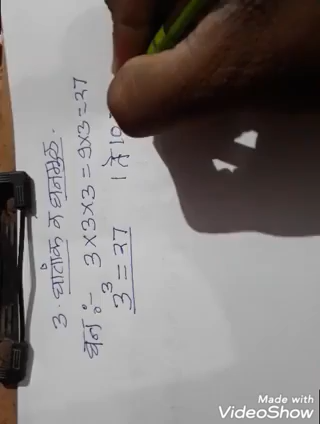 3. घातांक व घनमुळ.
घन :- 3×3×3 = 9×3 = 27
3³ = 27 1 ते 10
Made with
VideoShow